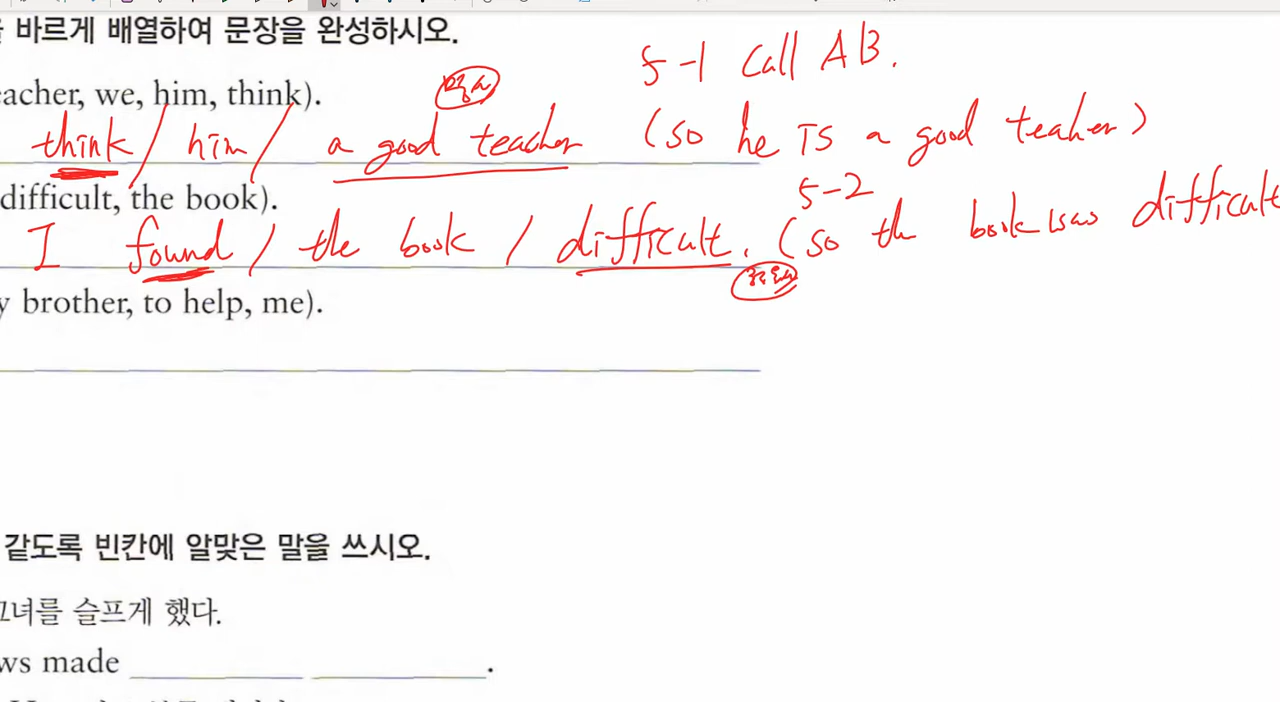 바르게 배열하여 문장을 완성하시오.
5-1 Call AB.
eacher, we, him, think).
명사
think / him / a good teacher (so he is a good teaher)
difficult, the book).
5-2
I found / the book / difficult. (so the book was difficult
형용사
y brother, to help, me).
같도록 빈칸에 알맞은 말을 쓰시오.
그녀를 슬프게 했다.
ws made
.